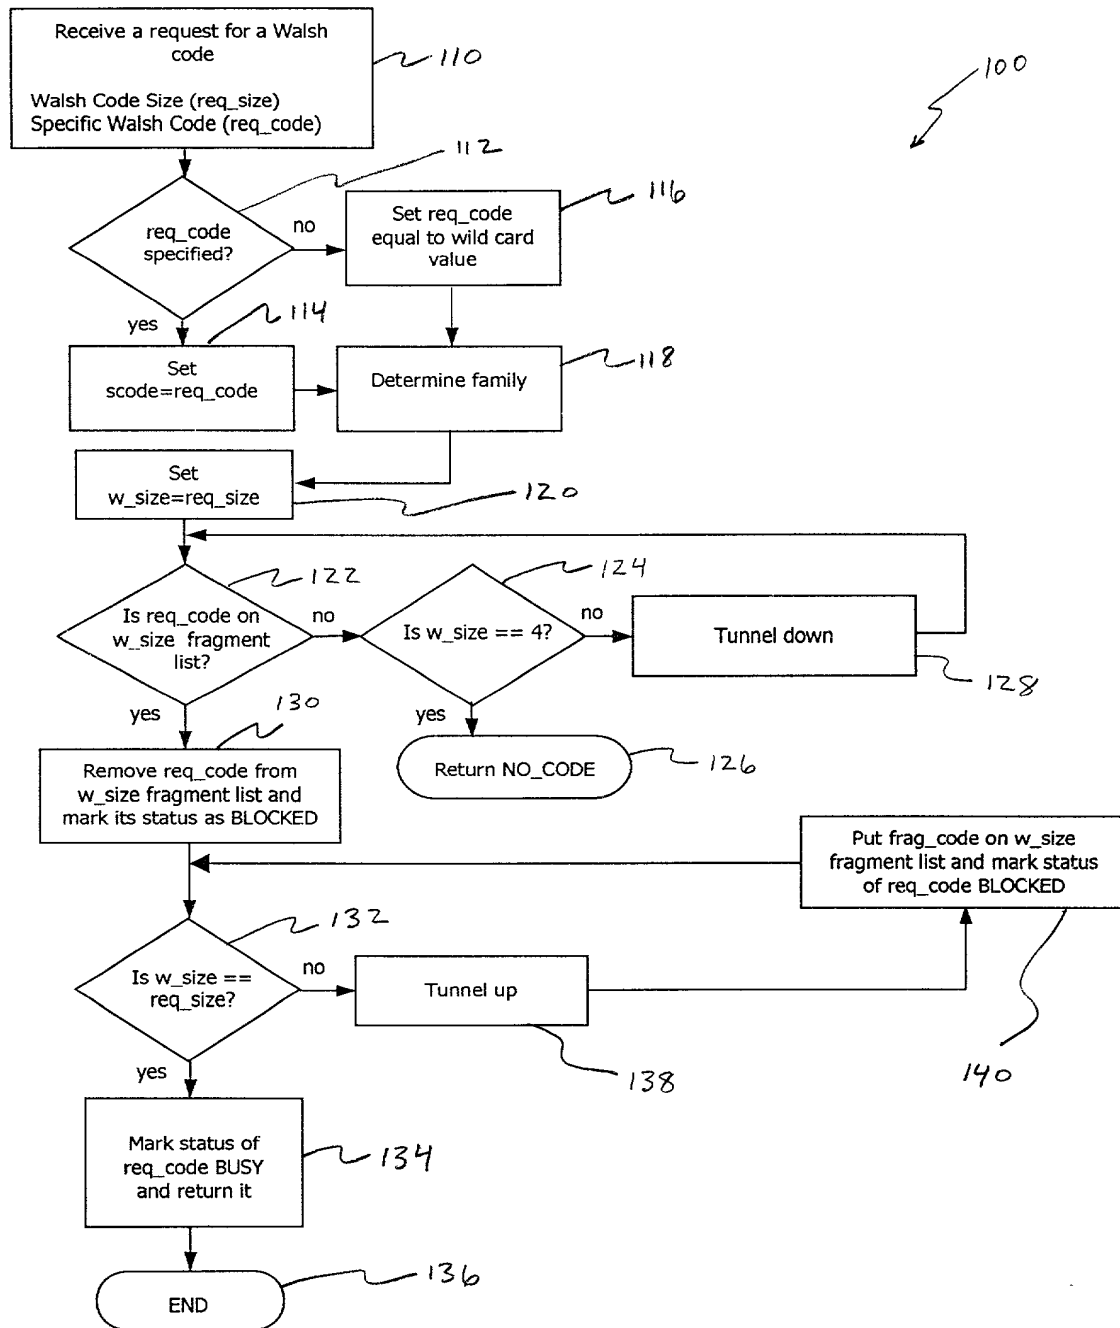 Receive a request for a Walsh
code
Walsh Code Size (req_size)
Specific Walsh Code (req_code)
110
100
112
req_code
specified?
no
Set req_code
equal to wild card
value
116
yes
114
Set
scode=req_code
Determine family
118
Set
w_size=req_size
120
122
Is req_code on
w_size fragment
list?
no
124
Is w_size == 4?
no
Tunnel down
128
yes
130
yes
Return NO_CODE
126
Remove req_code from
w_size fragment list and
mark its status as BLOCKED
Put frag_code on w_size
fragment list and mark status
of req_code BLOCKED
140
132
Is w_size ==
req_size?
no
Tunnel up
138
yes
Mark status of
req_code BUSY
and return it
134
END
136